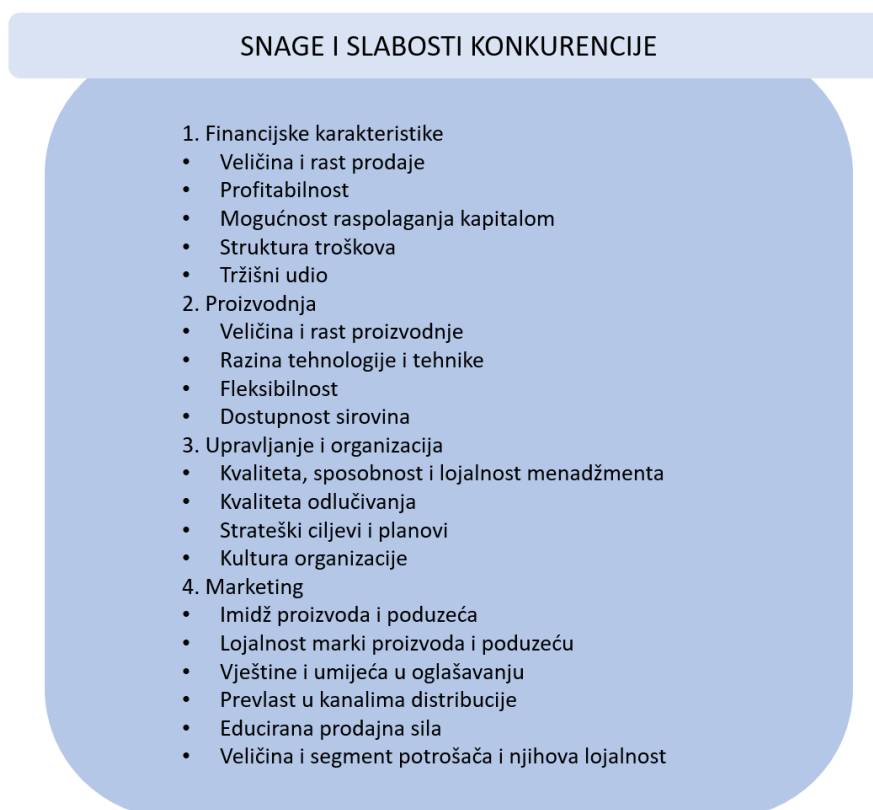 SNAGE I SLABOSTI KONKURENCIJE
1. Financijske karakteristike
• Veličina i rast prodaje
• Profitabilnost
• Mogućnost raspolaganja kapitalom
• Struktura troškova
• Tržišni udio
2. Proizvodnja
• Veličina i rast proizvodnje
• Razina tehnologije i tehnike
• Fleksibilnost
• Dostupnost sirovina
3. Upravljanje i organizacija
• Kvaliteta, sposobnost i lojalnost menadžmenta
• Kvaliteta odlučivanja
• Strateški ciljevi i planovi
• Kultura organizacije
4. Marketing
• Imidž proizvoda i poduzeća
• Lojalnost marki proizvoda i poduzeću
• Vještine i umijeća u oglašavanju
• Prevlast u kanalima distribucije
• Educirana prodajna sila
• Veličina i segment potrošača i njihova lojalnost